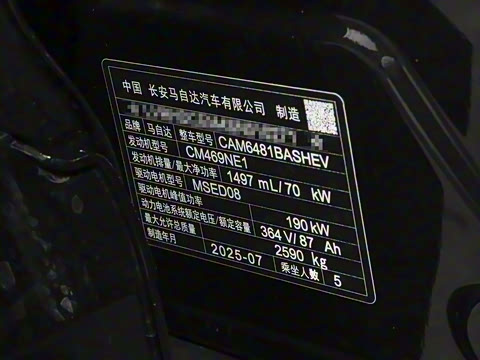 中国 长安马自达汽车有限公司 制造
品牌 马自达 整车型号 CAM6481BASHEV
发动机型号 CM469NE1
发动机排量/最大净功率 1497 mL/70 kW
驱动电机型号 MSED08
驱动电机峰值功率 190kW
动力电池系统额定电压/额定容量 364 V/87 Ah
最大允许总质量 2590 kg
制造年月 2025-07 乘坐人数 5